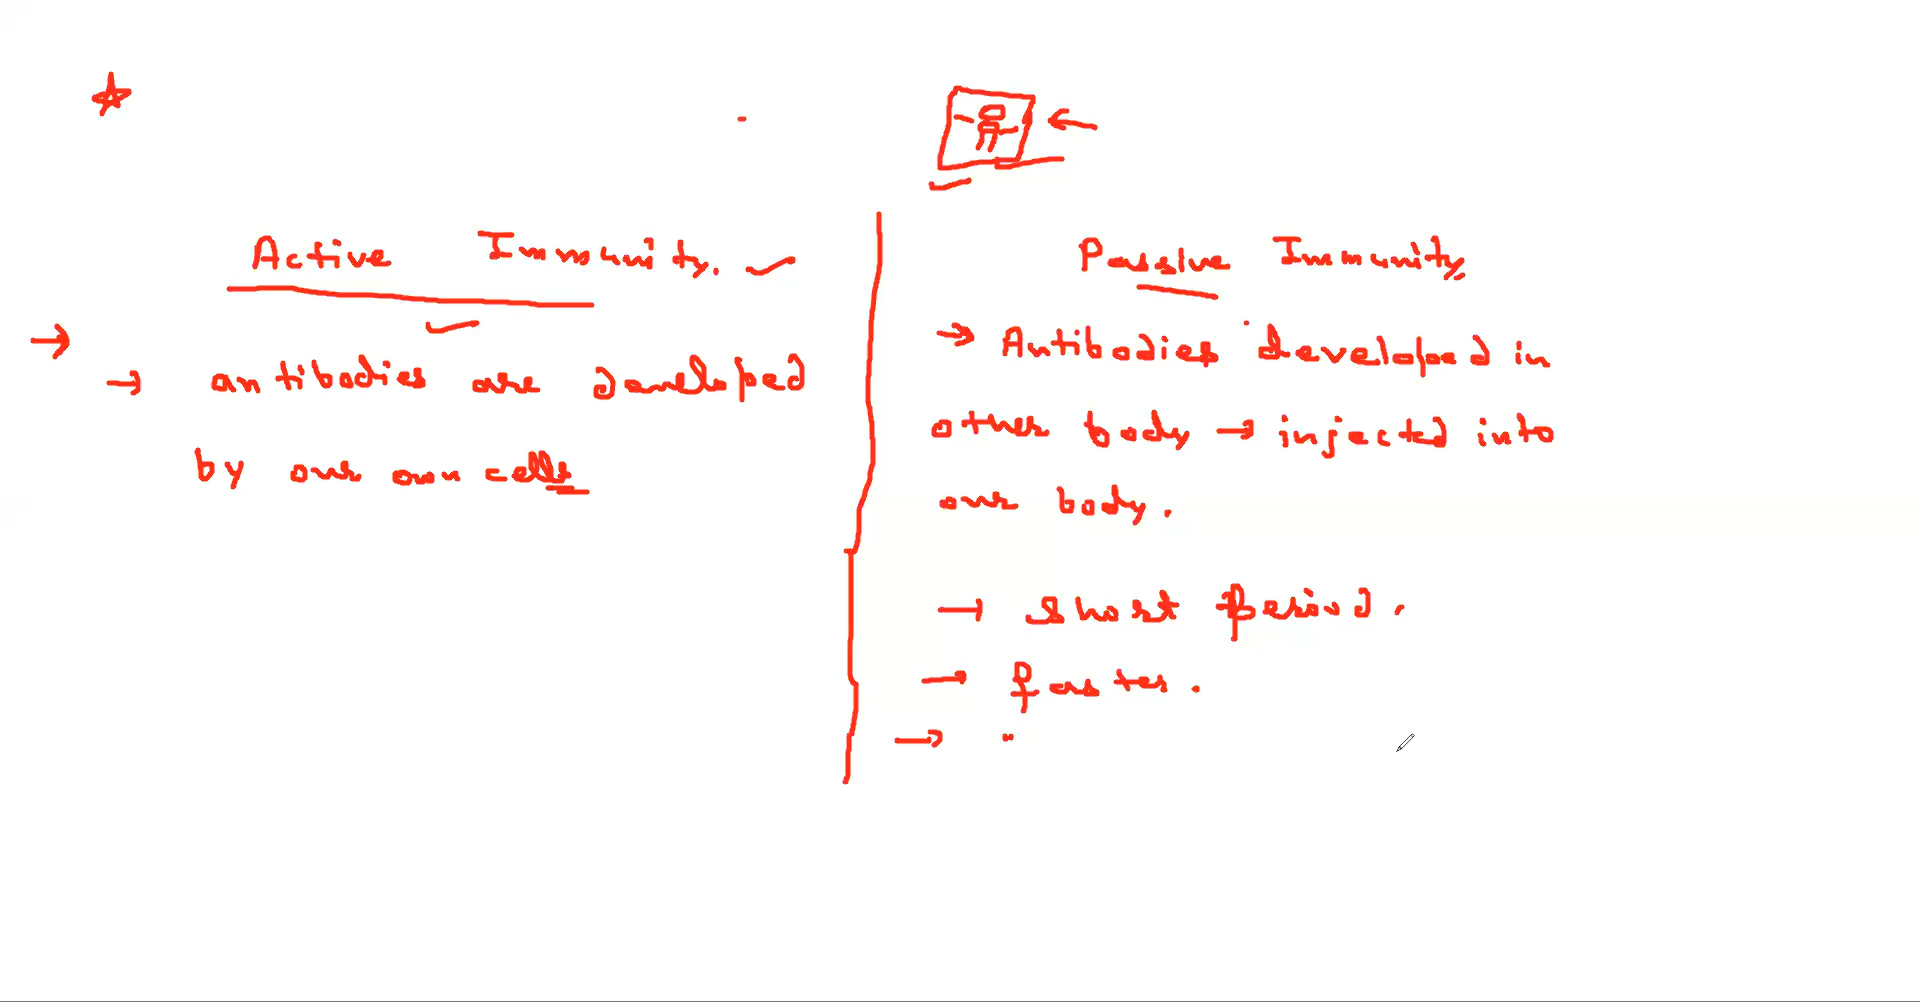 Active Immunity.
→ antibodies are developed
by our own cells
Passive Immunity
→ Antibodies developed in
other body → injected into
our body.
→ Short period.
→ faster.
→